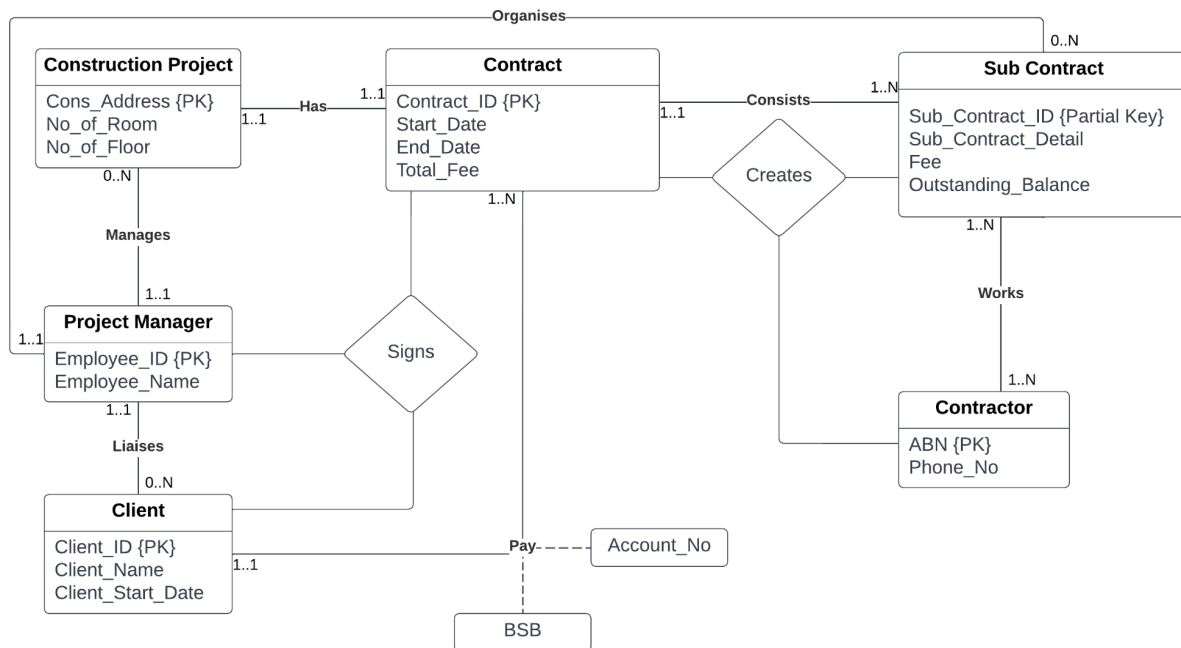 Organises
0..N
Construction Project
Cons_Address {PK}
No_of_Room
No_of_Floor
Has
1..1
1..1
Contract
Contract_ID {PK}
Start_Date
End_Date
Total_Fee
Consists
1..1
1..N
Sub Contract
Sub_Contract_ID {Partial Key}
Sub_Contract_Detail
Fee
Outstanding_Balance
Creates
0..N
Manages
1..1
1..N
1..N
Works
1..N
1..1
Project Manager
Employee_ID {PK}
Employee_Name
Signs
Contractor
ABN {PK}
Phone_No
1..1
Liaises
0..N
Client
Client_ID {PK}
Client_Name
Client_Start_Date
1..1
Pay
Account_No
BSB